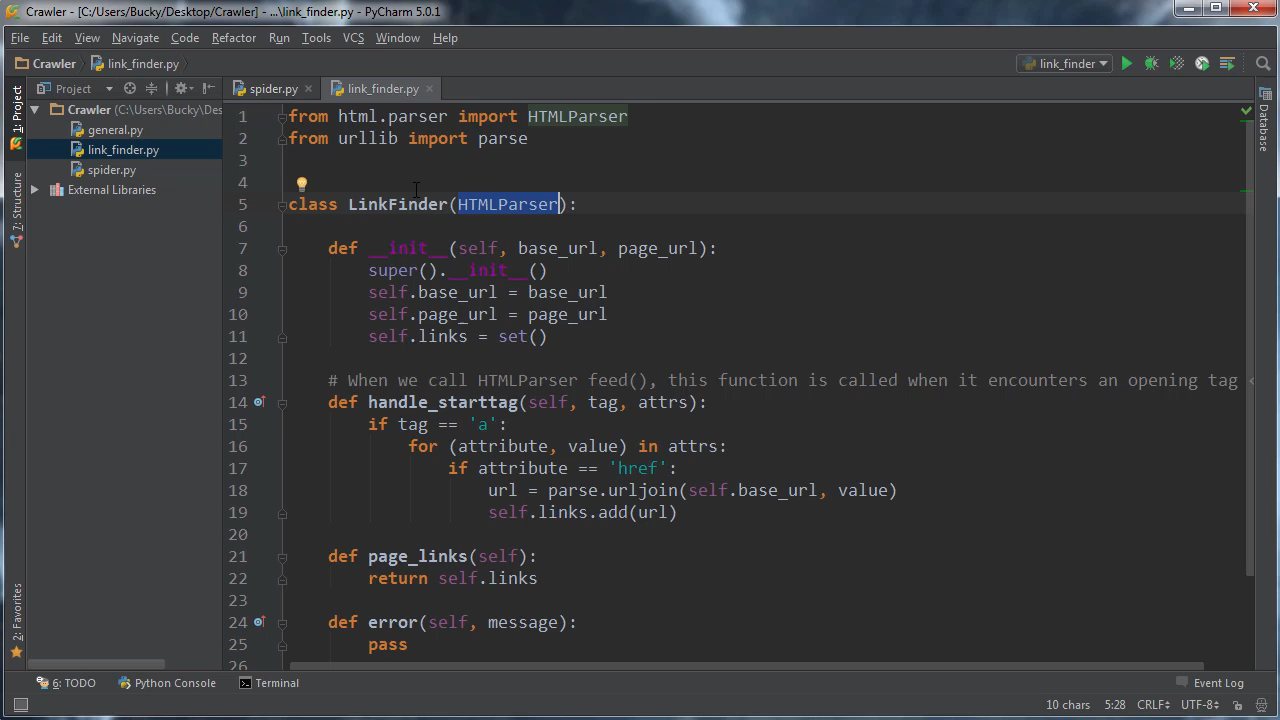 Crawler - [C:/Users/Bucky/Desktop/Crawler] - ...\link_finder.py - PyCharm 5.0.1
File Edit View Navigate Code Refactor Run Tools VCS Window Help
Crawler link_finder.py link_finder
Project spider.py link_finder.py
1: Project
7: Structure
2: Favorites
Crawler (C:\Users\Bucky\Des
general.py
link_finder.py
spider.py
External Libraries
1 from html.parser import HTMLParser
2 from urllib import parse
3
4
5 class LinkFinder(HTMLParser):
6
7 def __init__(self, base_url, page_url):
8 super().__init__()
9 self.base_url = base_url
10 self.page_url = page_url
11 self.links = set()
12
13 # When we call HTMLParser feed(), this function is called when it encounters an opening tag <
14 def handle_starttag(self, tag, attrs):
15 if tag == 'a':
16 for (attribute, value) in attrs:
17 if attribute == 'href':
18 url = parse.urljoin(self.base_url, value)
19 self.links.add(url)
20
21 def page_links(self):
22 return self.links
23
24 def error(self, message):
25 pass
26
Database
6: TODO Python Console Terminal Event Log
10 chars 5:28 CRLF UTF-8